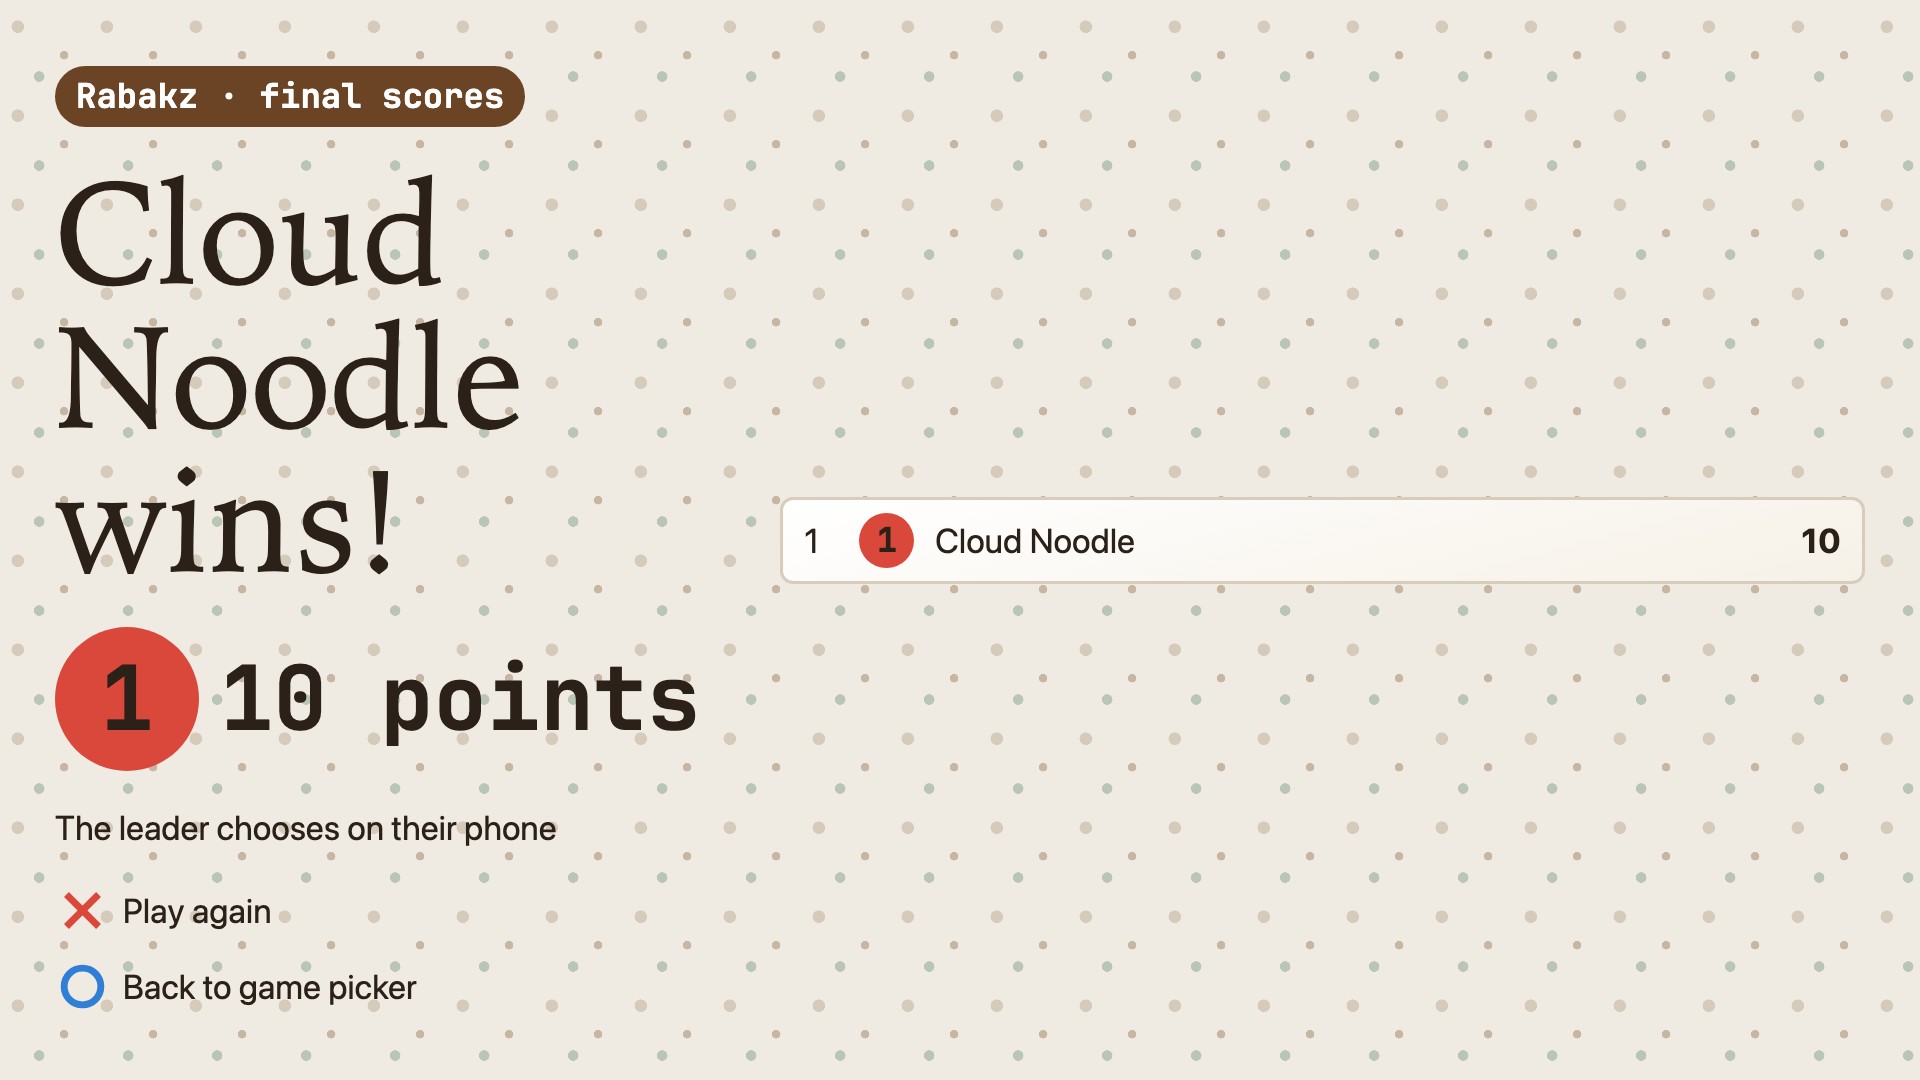 Rabakz · final scores
Cloud
Noodle
wins!
1 10 points
The leader chooses on their phone
Play again
Back to game picker
1 1 Cloud Noodle 10